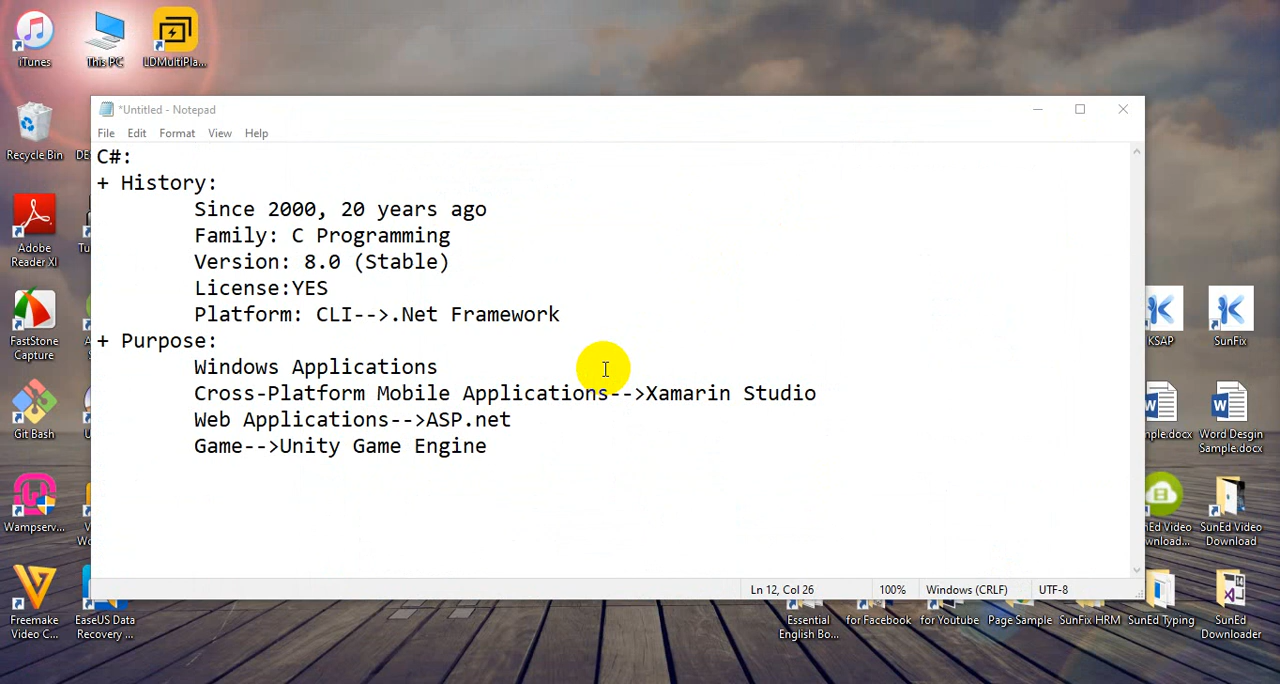 iTunes
This PC
LDMultiPla...
*Untitled - Notepad
File Edit Format View Help
C#:
+ History:
Since 2000, 20 years ago
Family: C Programming
Version: 8.0 (Stable)
License:YES
Platform: CLI-->.Net Framework
+ Purpose:
Windows Applications
Cross-Platform Mobile Applications-->Xamarin Studio
Web Applications-->ASP.net
Game-->Unity Game Engine
Ln 12, Col 26
100%
Windows (CRLF)
UTF-8
Recycle Bin
Adobe
Reader XI
FastStone
Capture
Git Bash
Wampserv...
Freemake
Video C...
EaseUS Data
Recovery ...
KSAP
SunFix
Word Desgin
Sample.docx
SunEd Video
Download
Essential
English Bo...
for Facebook
for Youtube
Page Sample
SunFix HRM
SunEd Typing
SunEd
Downloader